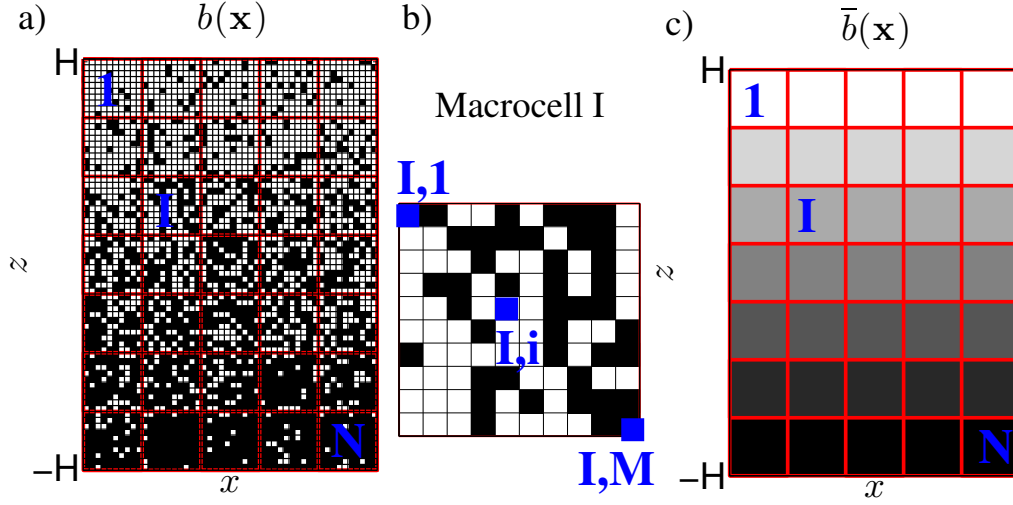 a)
b(x)
b)
c)
b̅(x)
H
1
I
N
–H
z
x
Macrocell I
I,1
I,i
I,M
H
1
I
N
–H
z
x